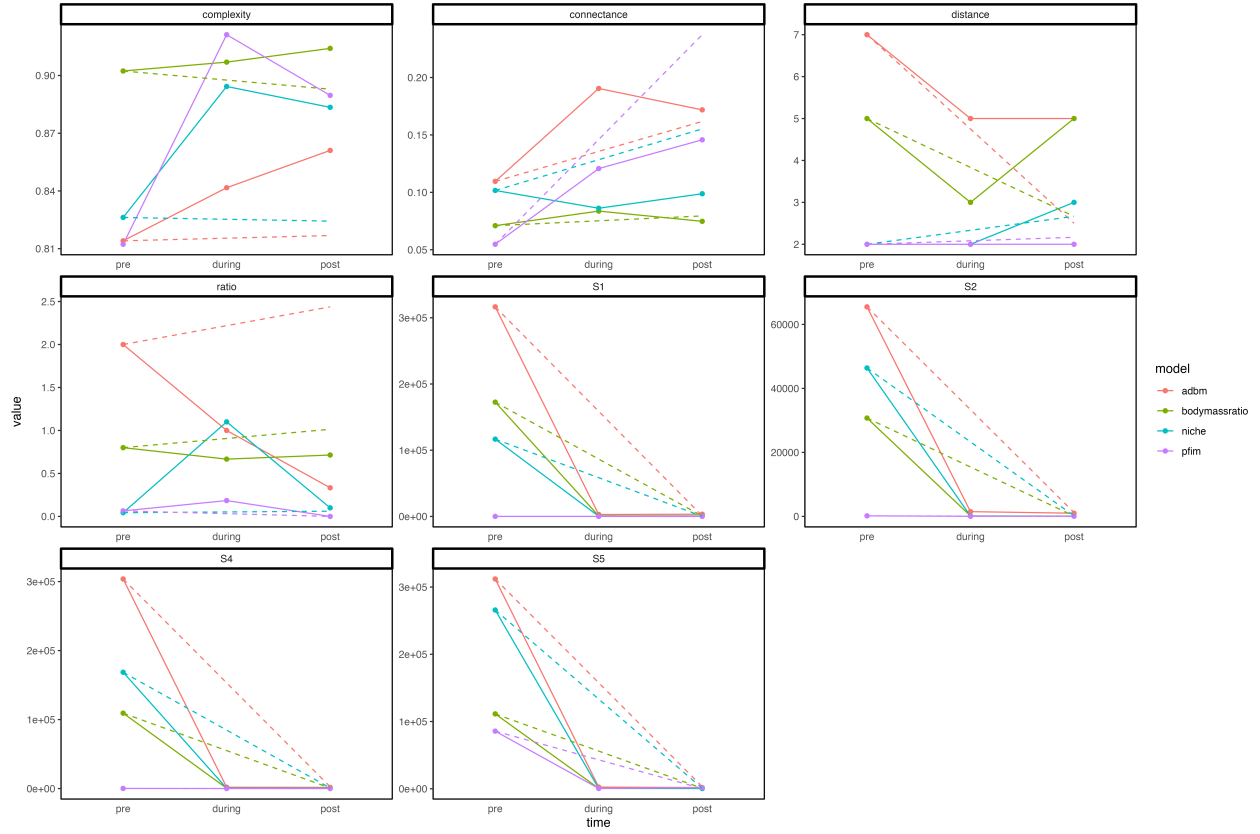 complexity
connectance
distance
0.90
0.87
0.84
0.81
0.20
0.15
0.10
0.05
7
6
5
4
3
2
pre during post
pre during post
pre during post
ratio
S1
S2
2.5
2.0
1.5
1.0
0.5
0.0
3e+05
2e+05
1e+05
0e+00
60000
40000
20000
0
pre during post
pre during post
pre during post
S4
S5
3e+05
2e+05
1e+05
0e+00
3e+05
2e+05
1e+05
0e+00
pre during post
pre during post
value
time
model
adbm
bodymassratio
niche
pfim